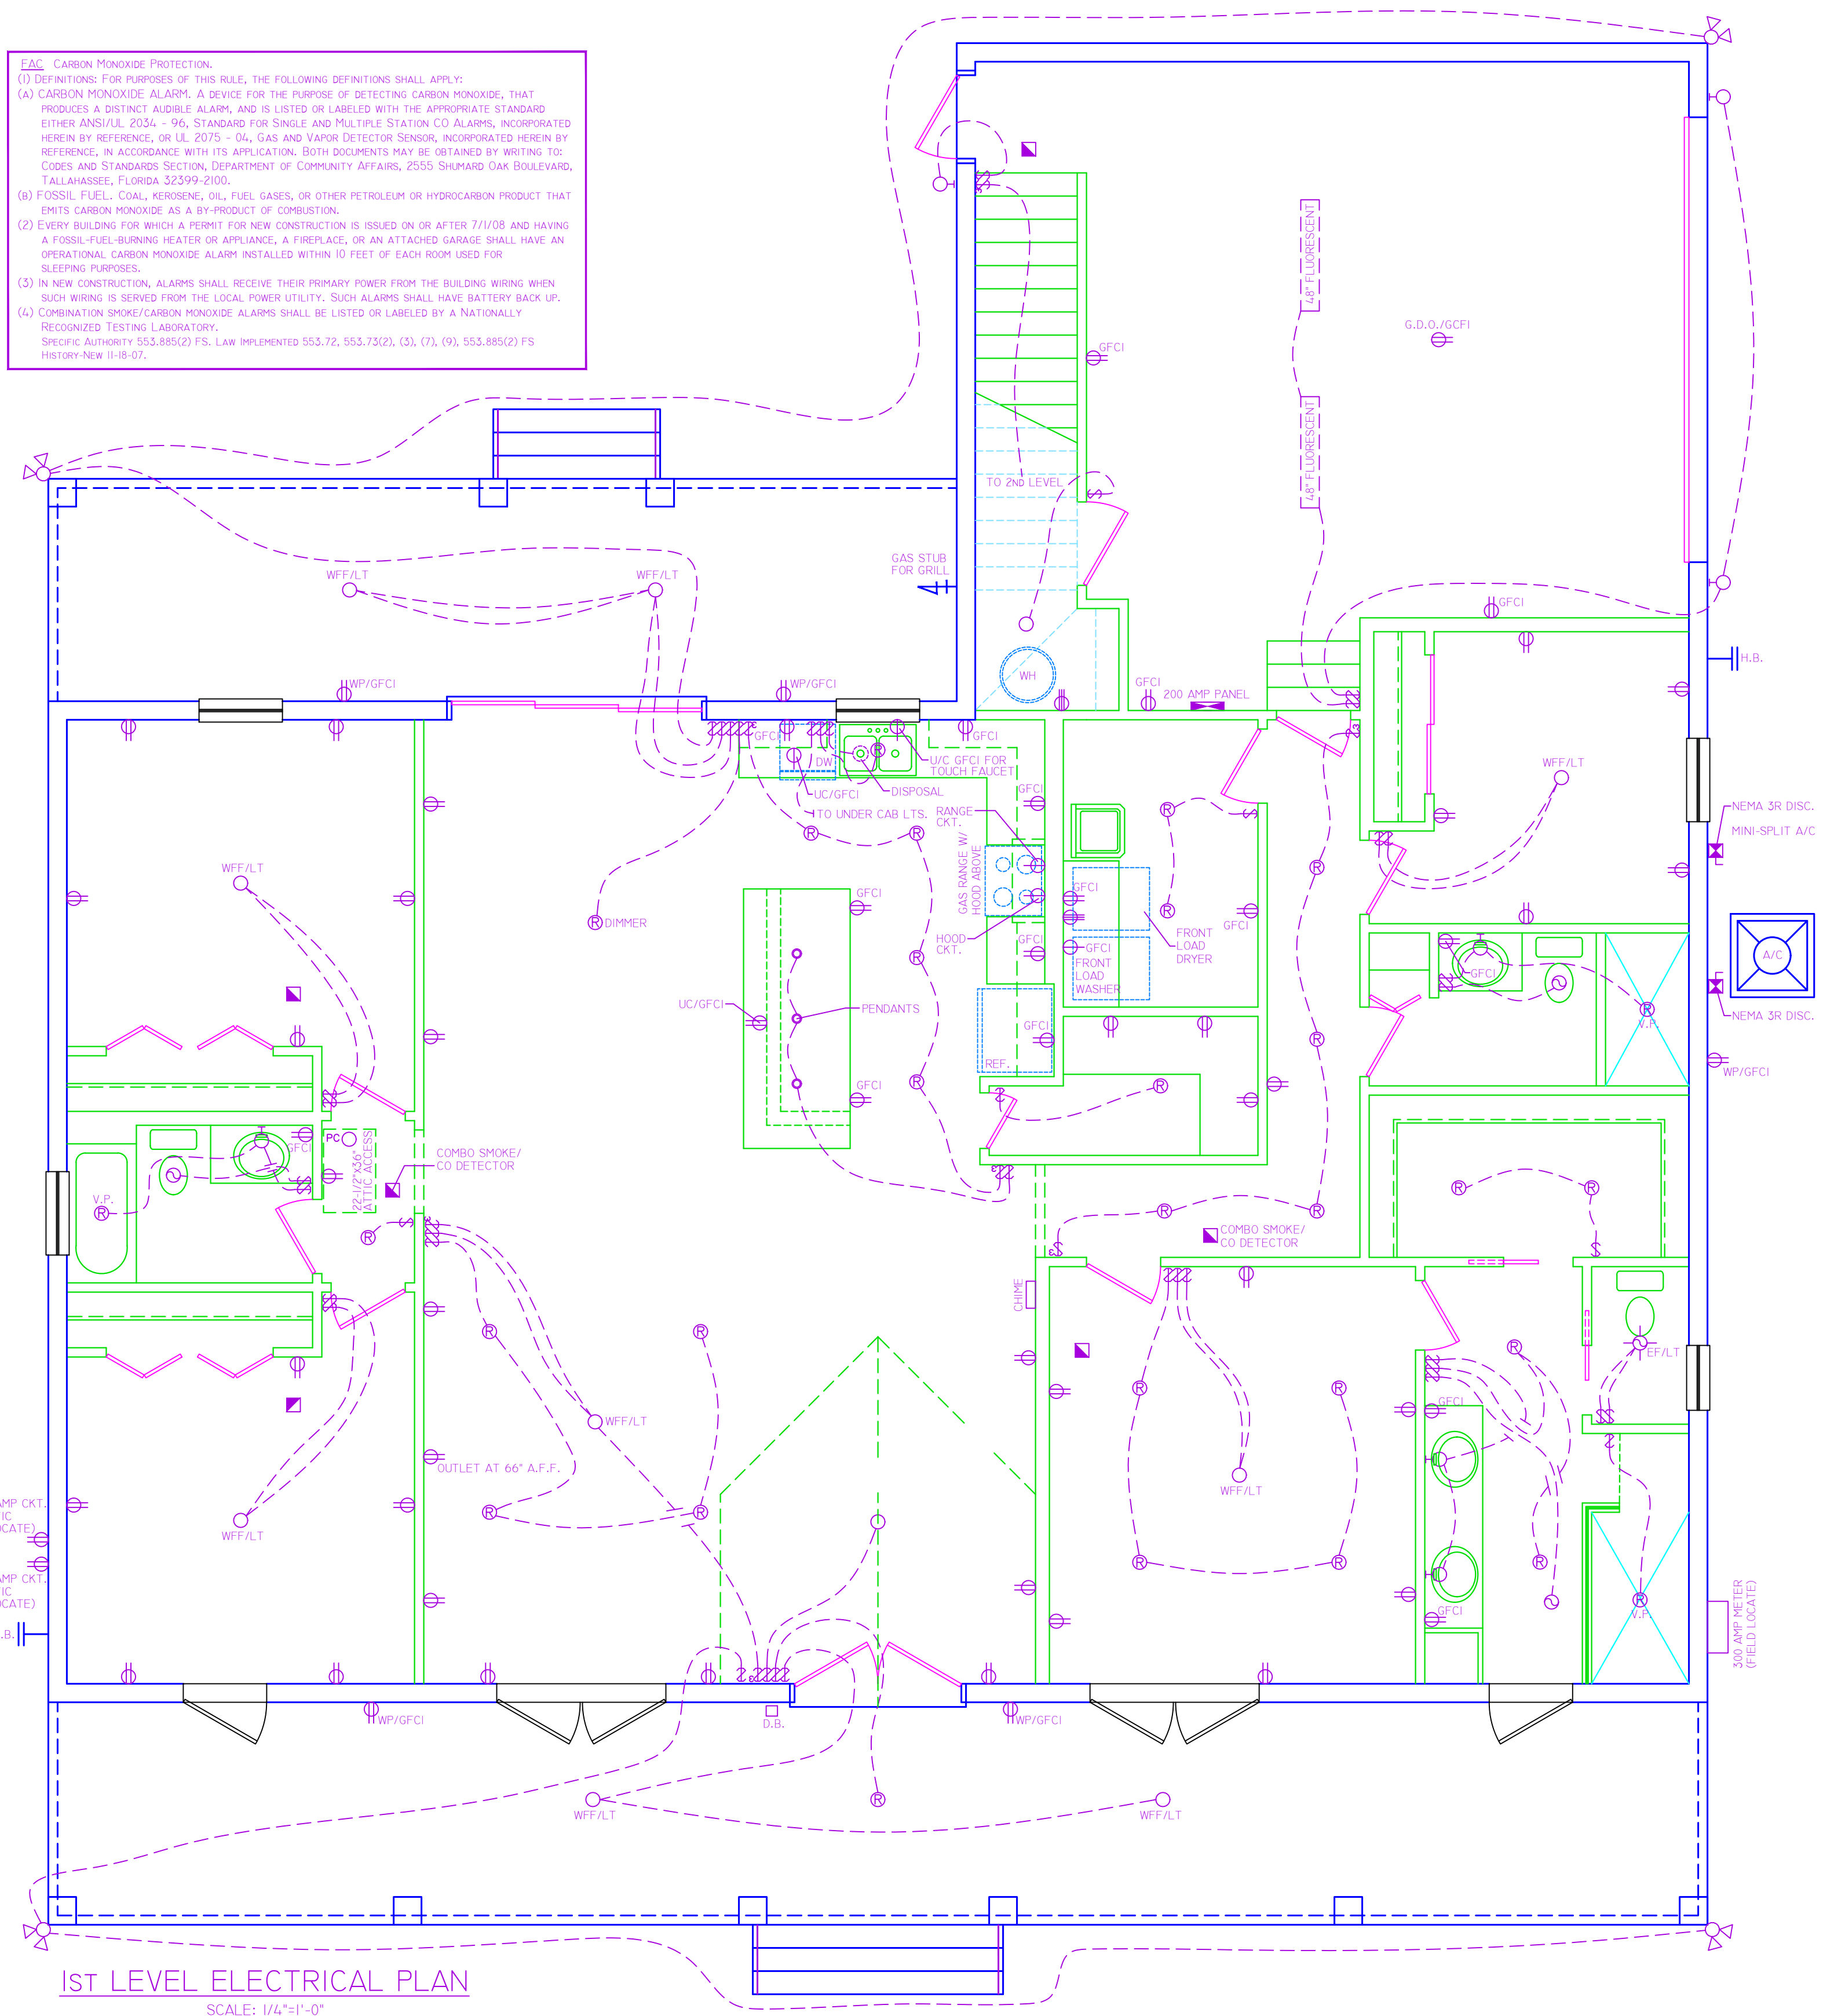 FAC CARBON MONOXIDE PROTECTION.
(1) DEFINITIONS: FOR PURPOSES OF THIS RULE, THE FOLLOWING DEFINITIONS SHALL APPLY:
(A) CARBON MONOXIDE ALARM. A DEVICE FOR THE PURPOSE OF DETECTING CARBON MONOXIDE, THAT
PRODUCES A DISTINCT AUDIBLE ALARM, AND IS LISTED OR LABELED WITH THE APPROPRIATE STANDARD
EITHER ANSI/UL 2034 - 96, STANDARD FOR SINGLE AND MULTIPLE STATION CO ALARMS, INCORPORATED
HEREIN BY REFERENCE, OR UL 2075 - 04, GAS AND VAPOR DETECTOR SENSOR, INCORPORATED HEREIN BY
REFERENCE, IN ACCORDANCE WITH ITS APPLICATION. BOTH DOCUMENTS MAY BE OBTAINED BY WRITING TO:
CODES AND STANDARDS SECTION, DEPARTMENT OF COMMUNITY AFFAIRS, 2555 SHUMARD OAK BOULEVARD,
TALLAHASSEE, FLORIDA 32399-2100.
(B) FOSSIL FUEL. COAL, KEROSENE, OIL, FUEL GASES, OR OTHER PETROLEUM OR HYDROCARBON PRODUCT THAT
EMITS CARBON MONOXIDE AS A BY-PRODUCT OF COMBUSTION.
(2) EVERY BUILDING FOR WHICH A PERMIT FOR NEW CONSTRUCTION IS ISSUED ON OR AFTER 7/1/08 AND HAVING
A FOSSIL-FUEL-BURNING HEATER OR APPLIANCE, A FIREPLACE, OR AN ATTACHED GARAGE SHALL HAVE AN
OPERATIONAL CARBON MONOXIDE ALARM INSTALLED WITHIN 10 FEET OF EACH ROOM USED FOR
SLEEPING PURPOSES.
(3) IN NEW CONSTRUCTION, ALARMS SHALL RECEIVE THEIR PRIMARY POWER FROM THE BUILDING WIRING WHEN
SUCH WIRING IS SERVED FROM THE LOCAL POWER UTILITY. SUCH ALARMS SHALL HAVE BATTERY BACK UP.
(4) COMBINATION SMOKE/CARBON MONOXIDE ALARMS SHALL BE LISTED OR LABELED BY A NATIONALLY
RECOGNIZED TESTING LABORATORY.
SPECIFIC AUTHORITY 553.885(2) FS. LAW IMPLEMENTED 553.72, 553.73(2), (3), (7), (9), 553.885(2) FS
HISTORY-NEW 11-18-07.
48" FLUORESCENT
G.D.O./GCFI
GFCI
48" FLUORESCENT
TO 2ND LEVEL
GAS STUB
FOR GRILL
WFF/LT
WFF/LT
GFCI
H.B.
WH
WP/GFCI
WP/GFCI
GFCI
200 AMP PANEL
3
GFCI
GFCI
DW
R
U/C GFCI FOR
TOUCH FAUCET
WFF/LT
UC/GFCI
DISPOSAL
GFCI
TO UNDER CAB LTS.
RANGE
CKT.
NEMA 3R DISC.
MINI-SPLIT A/C
R
R
R
GAS RANGE W/
HOOD ABOVE
R
WFF/LT
GFCI
GFCI
R
GFCI
R
DIMMER
HOOD
CKT.
GFCI
GFCI
FRONT
LOAD
DRYER
FRONT
LOAD
WASHER
GFCI
A/C
R
UC/GFCI
PENDANTS
R
V.P.
NEMA 3R DISC.
GFCI
R
REF.
WP/GFCI
R
R
GFCI
PC
GFCI
22-1/2"x36"
ATTIC ACCESS
COMBO SMOKE/
CO DETECTOR
V.P.
R
R
R
R
R
R
COMBO SMOKE/
CO DETECTOR
CHIME
R
R
R
EF/LT
R
R
GFCI
WFF/LT
OUTLET AT 66" A.F.F.
WFF/LT
AMP CKT.
IC
OCATE)
WFF/LT
R
R
R
R
R
AMP CKT.
IC
OCATE)
GFCI
R
V.P.
.B.
300 AMP METER
(FIELD LOCATE)
WP/GFCI
D.B.
WP/GFCI
WFF/LT
R
WFF/LT
1ST LEVEL ELECTRICAL PLAN
SCALE: 1/4"=1'-0"